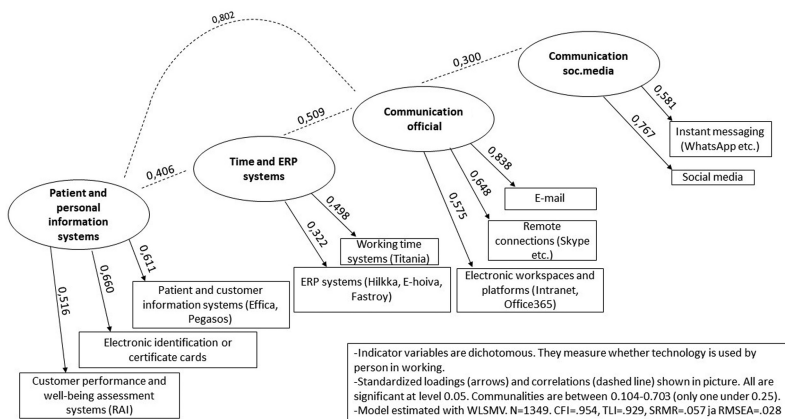 0,802
Communication
soc.media
0,300
0,581
0,767
Instant messaging
(WhatsApp etc.)
Social media
Communication
official
0,509
0,838
0,648
0,575
E-mail
Remote
connections (Skype
etc.)
Electronic workspaces and
platforms (Intranet,
Office365)
Time and ERP
systems
0,406
0,498
0,322
Working time
systems (Titania)
ERP systems (Hilkka, E-hoiva,
Fastroy)
Patient and
personal
information
systems
0,611
0,660
0,516
Patient and customer
information systems (Effica,
Pegasos)
Electronic identification or
certificate cards
Customer performance and
well-being assessment
systems (RAI)
-Indicator variables are dichotomous. They measure whether technology is used by
person in working.
-Standardized loadings (arrows) and correlations (dashed line) shown in picture. All are
significant at level 0.05. Communalities are between 0.104-0.703 (only one under 0.25).
-Model estimated with WLSMV. N=1349. CFI=.954, TLI=.929, SRMR=.057 ja RMSEA=.028